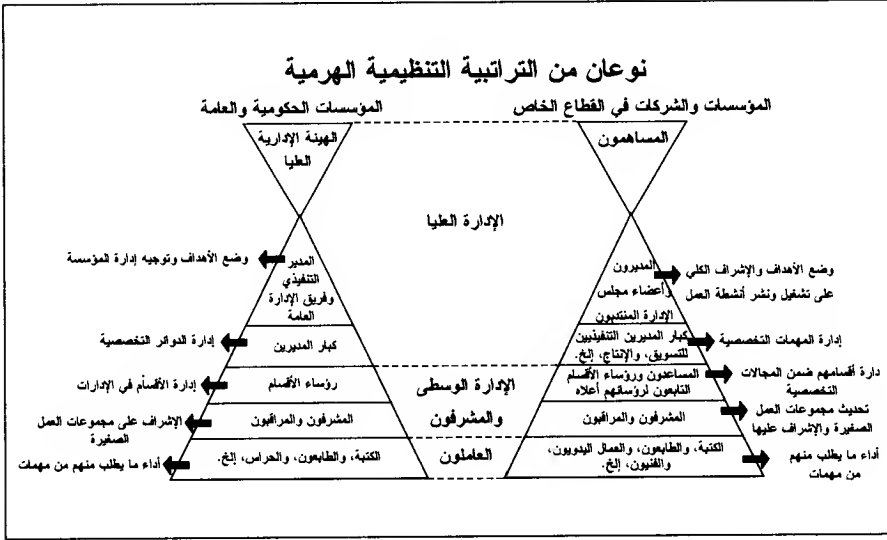 نوعان من التراتبية التنظيمية الهرمية
المؤسسات والشركات في القطاع الخاص
المؤسسات الحكومية والعامة
المساهمون
الهيئة الإدارية
العليا
الإدارة العليا
المديرون
وأعضاء مجلس
الإدارة المنتدبون
وضع الأهداف والإشراف الكلي
على تشغيل ونشر أنشطة العمل
كبار المديرين التنفيذيين
للتسويق، والإنتاج، إلخ.
إدارة المهمات التخصصية
المساعدون ورؤساء الأقسام
التابعون لرؤسائهم أعلاه
دارة أقسامهم ضمن المجالات
التخصصية
المشرفون والمراقبون
تحديث مجموعات العمل
الصغيرة والإشراف عليها
الكتبة، والطابعون، والعمال اليدويون،
والفنيون، إلخ.
أداء ما يطلب منهم
من مهمات
الإدارة الوسطى
والمشرفون
العاملون
المدير
التنفيذي
وفريق الإدارة
العامة
وضع الأهداف وتوجيه إدارة المؤسسة
كبار المديرين
إدارة الدوائر التخصصية
رؤساء الأقسام
إدارة الأقسام في الإدارات
المشرفون والمراقبون
الإشراف على مجموعات العمل
الصغيرة
الكتبة، والطابعون، والحراس، إلخ.
أداء ما يطلب منهم من مهمات